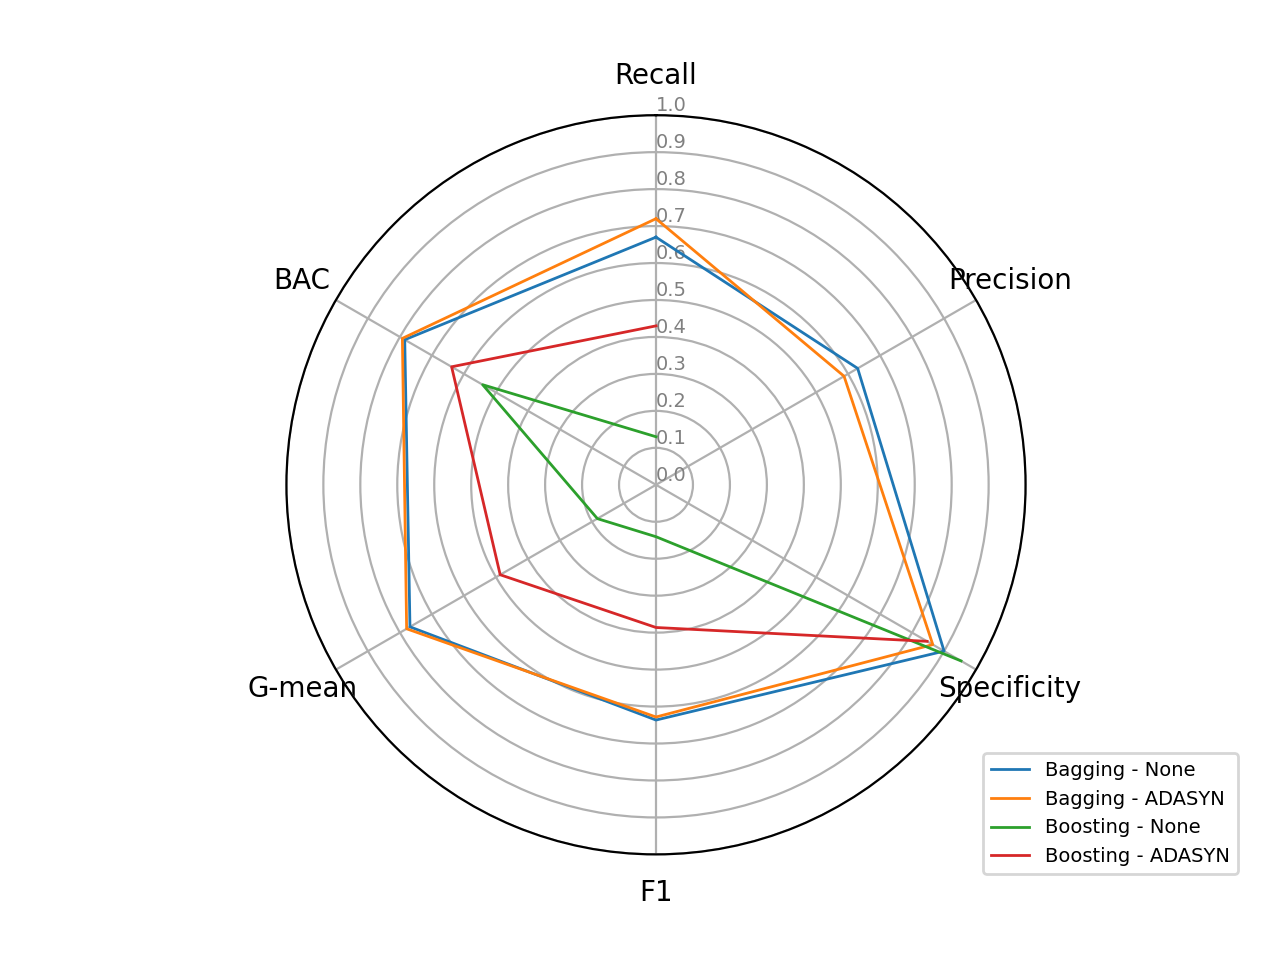 Recall
1.0
0.9
0.8
0.7
0.6
0.5
0.4
0.3
0.2
0.1
0.0
BAC
Precision
G-mean
Specificity
F1
Bagging - None
Bagging - ADASYN
Boosting - None
Boosting - ADASYN